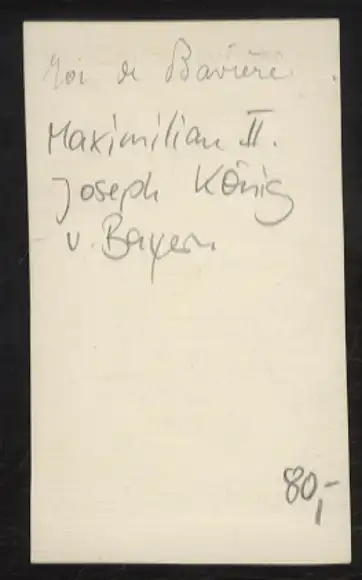 Roi de Bavière
Maximilian II.
Joseph König
v. Bayern
80,-